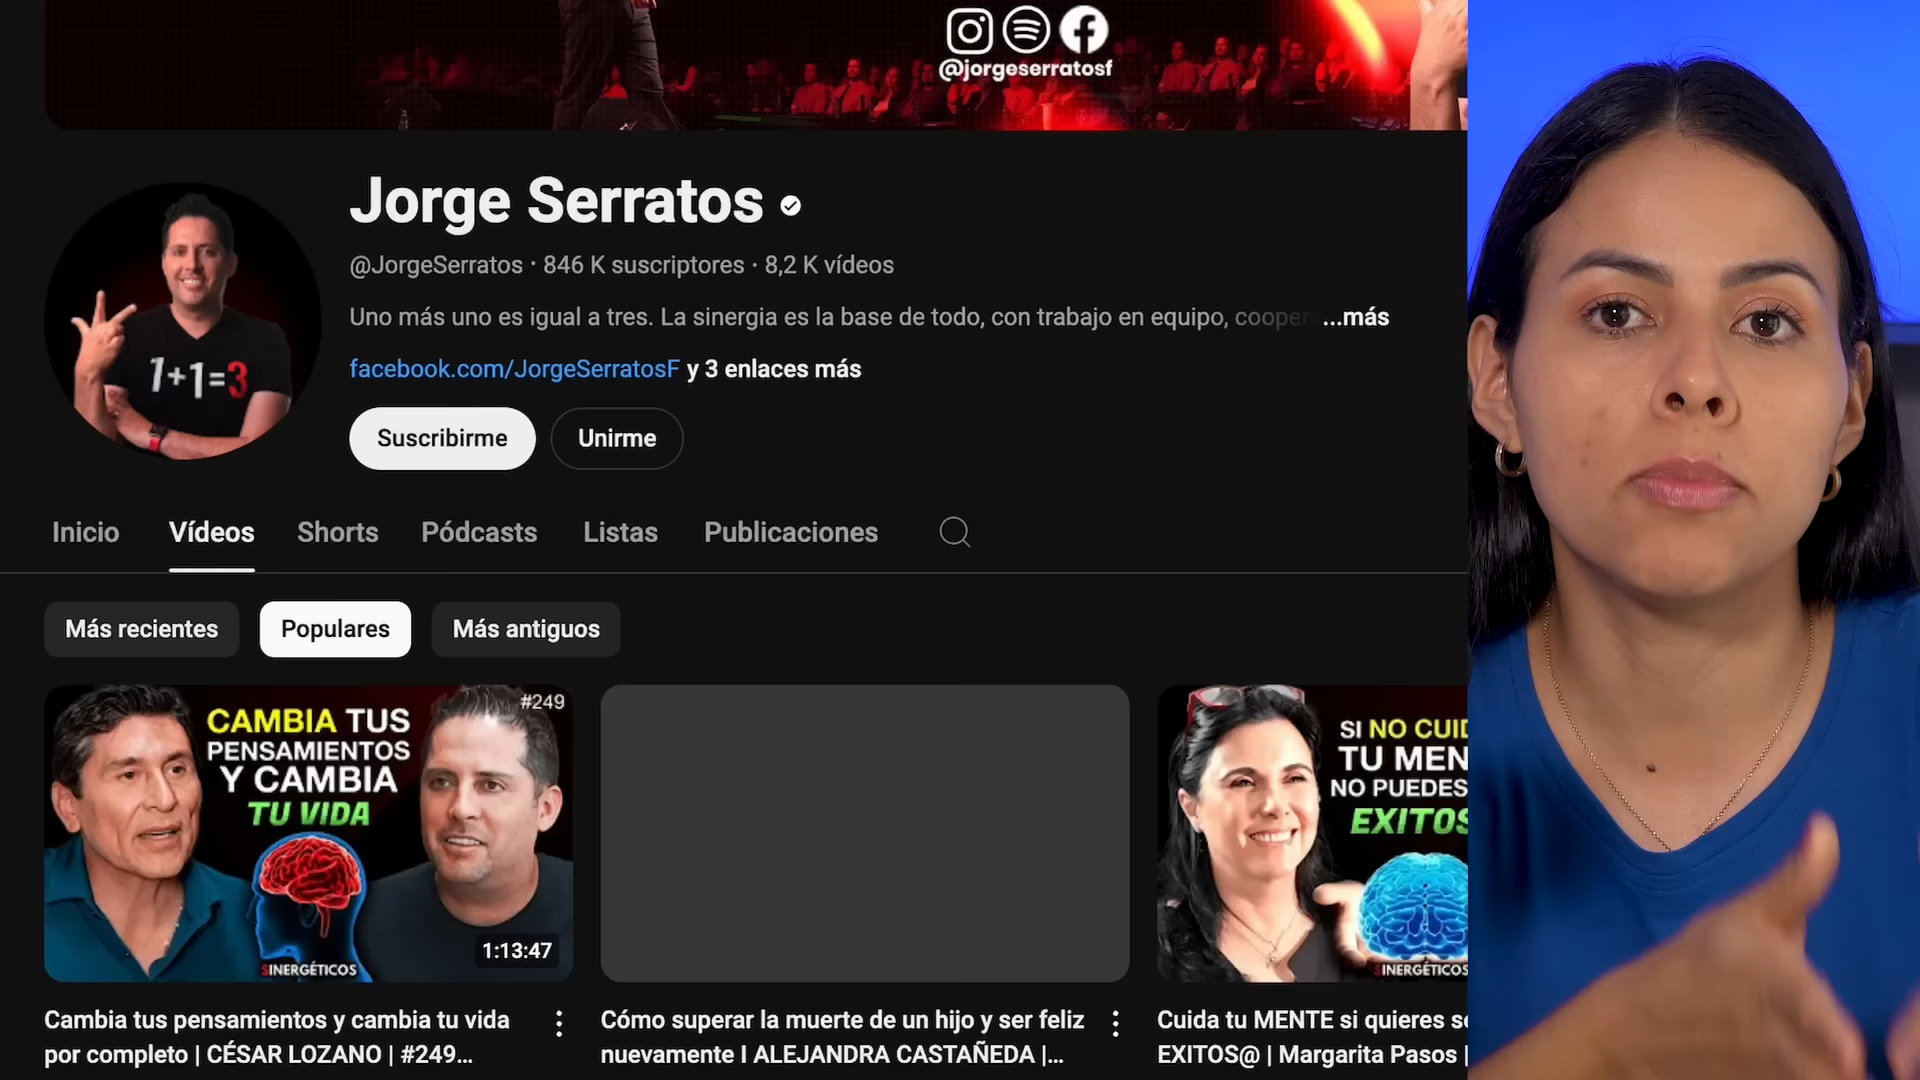 @jorgeserratosf
Jorge Serratos
@JorgeSerratos · 846 K suscriptores · 8,2 K vídeos
Uno más uno es igual a tres. La sinergia es la base de todo, con trabajo en equipo, cooper ...más
facebook.com/JorgeSerratosF y 3 enlaces más
1+1=3
Suscribirme Unirme
Inicio Vídeos Shorts Pódcasts Listas Publicaciones
Más recientes Populares Más antiguos
#249
CAMBIA TUS
PENSAMIENTOS
Y CAMBIA
TU VIDA
1:13:47
SINERGÉTICOS
SI NO CUID
TU MEN
NO PUEDES
EXITOS
SINERGÉTICOS
Cambia tus pensamientos y cambia tu vida
por completo | CÉSAR LOZANO | #249...
Cómo superar la muerte de un hijo y ser feliz
nuevamente I ALEJANDRA CASTAÑEDA |...
Cuida tu MENTE si quieres s
EXITOS@ | Margarita Pasos |